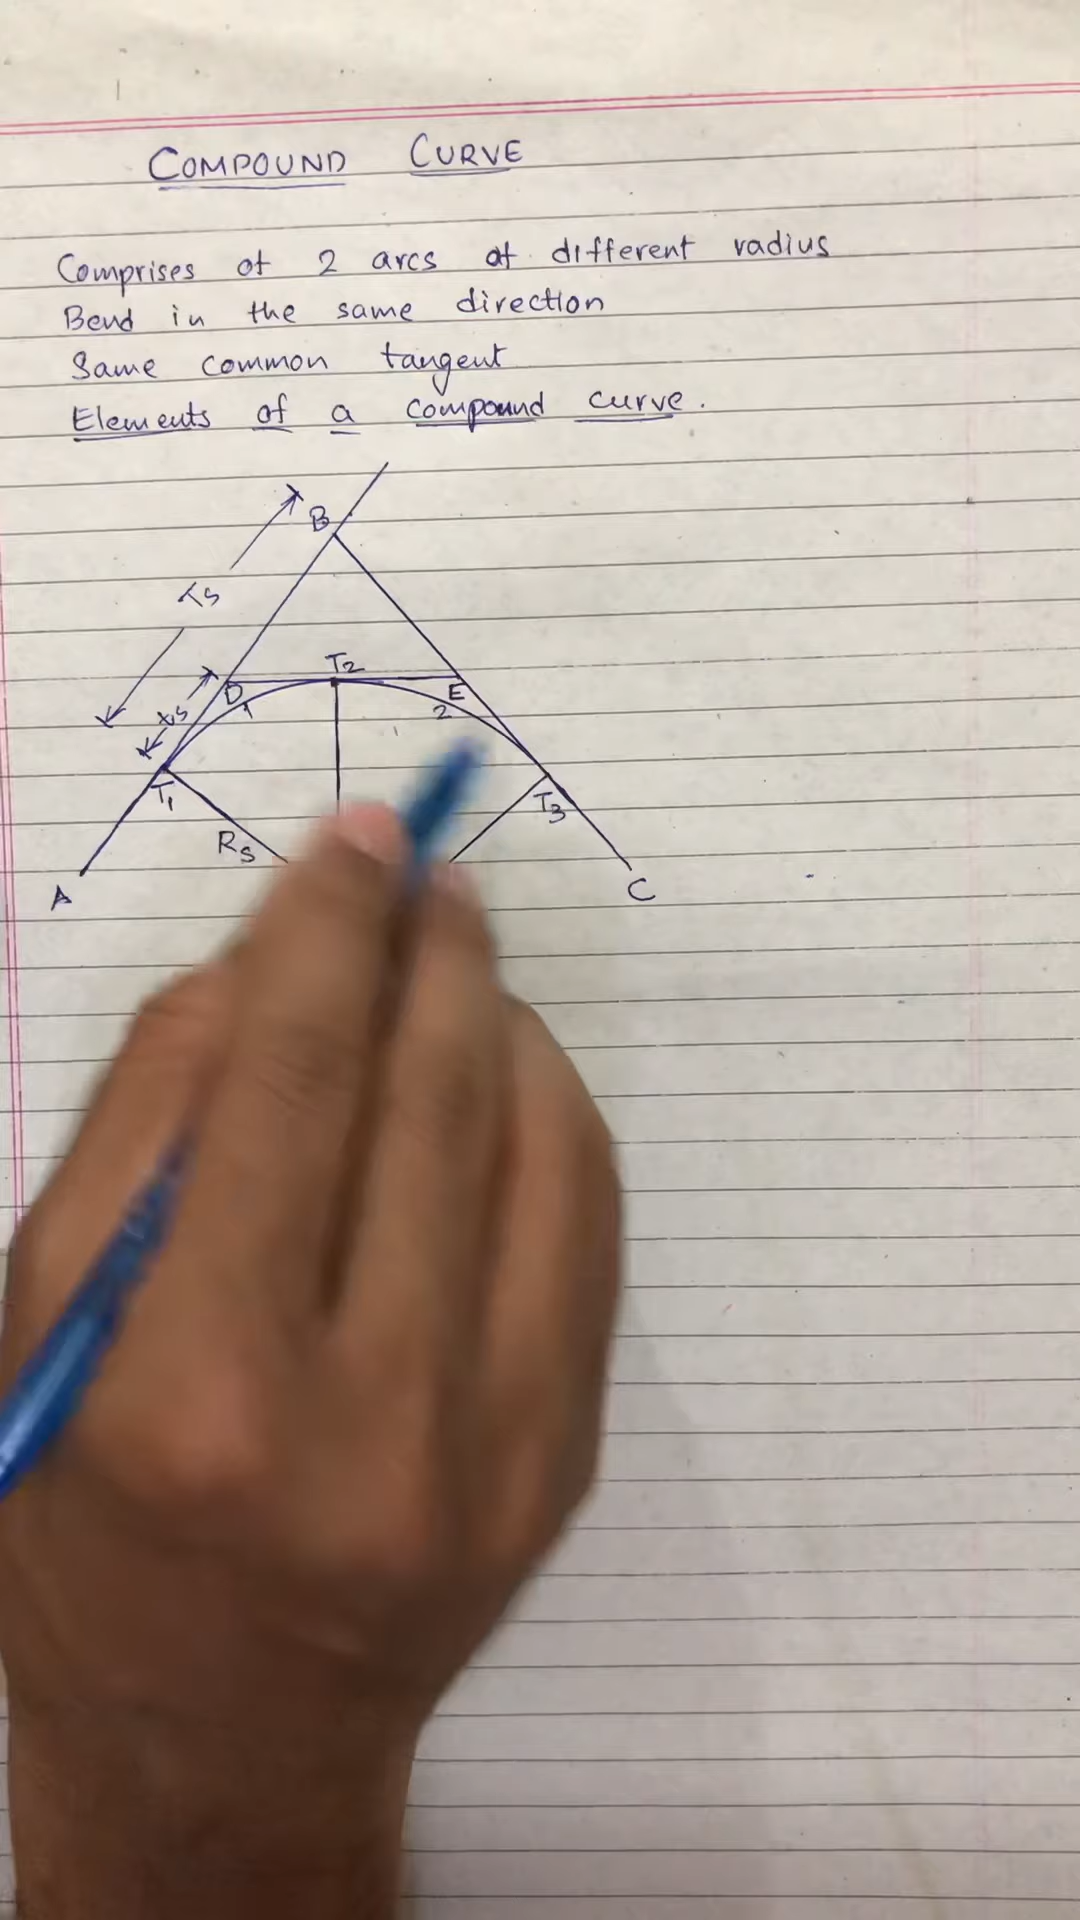 COMPOUND CURVE
Comprises of 2 arcs of different radius
Bend in the same direction
Same common tangent
Elements of a compound curve.
B
Ts
T2
D
E
ts
1
2
T1
T3
Rs
A
C